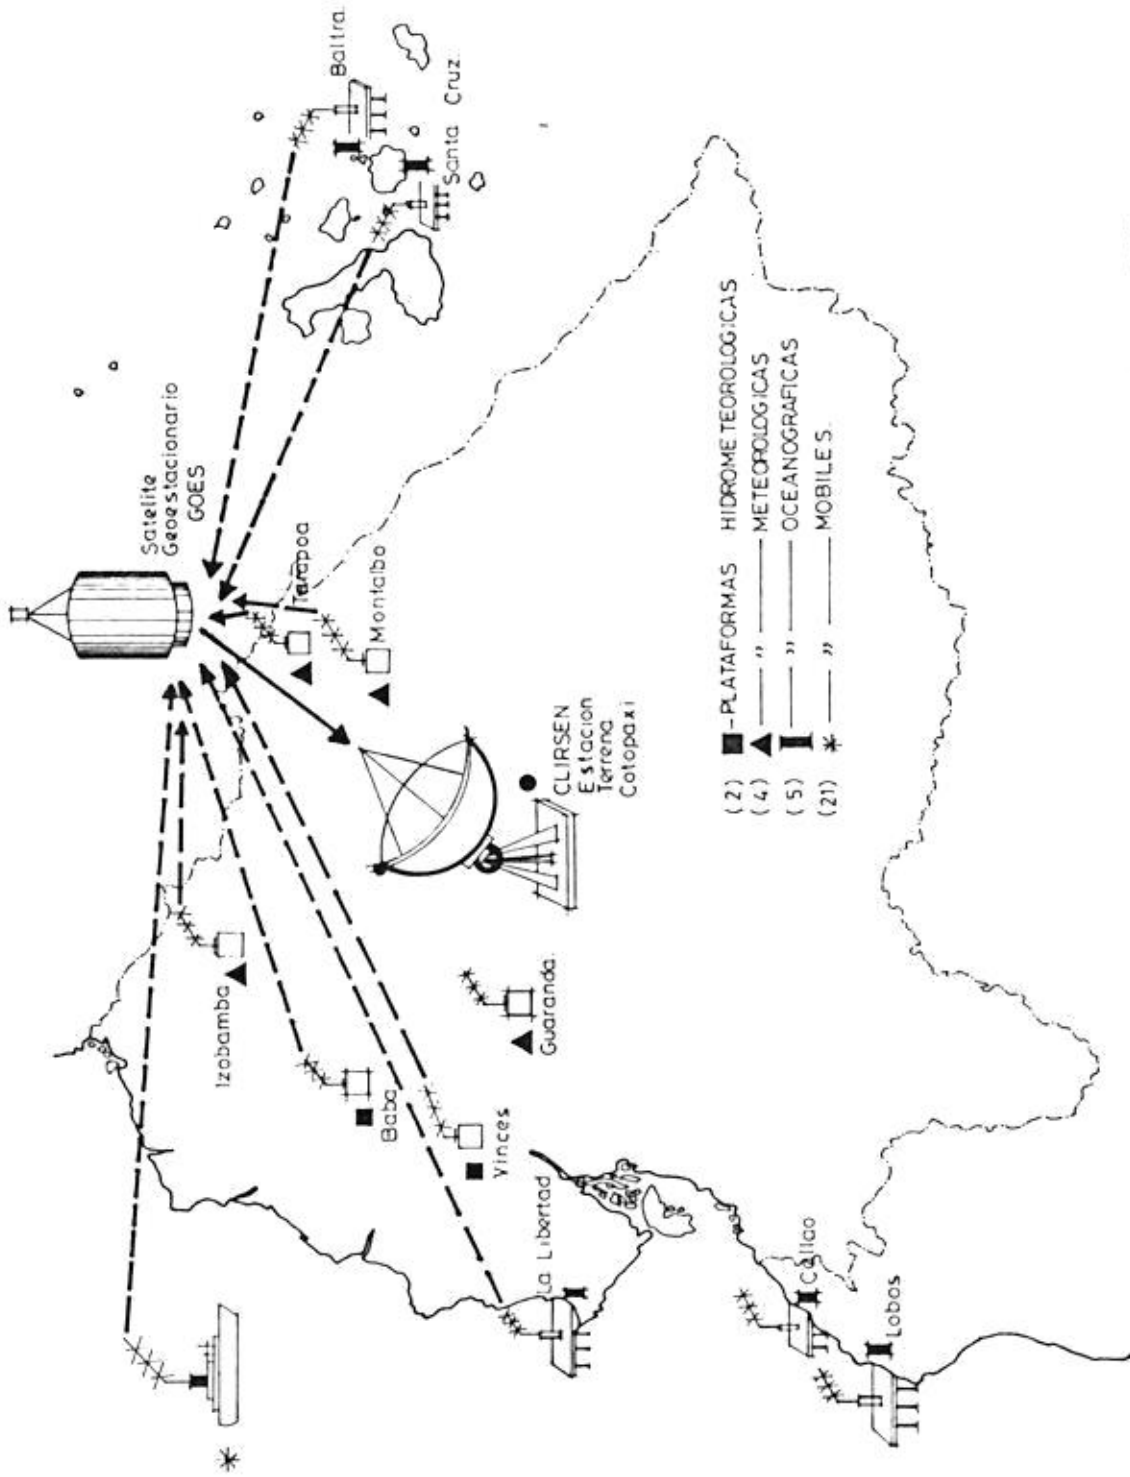 Satelite
Geoestacionario
GOES
Baltra.
Santa Cruz.
Tarapoa
Montalbo
Izobamba
CLIRSEN
Estacion
Terrena
Cotopaxi
Guaranda.
Baba
Vinces
La Libertad
Callao
Lobos
(2) -PLATAFORMAS HIDROMETEOROLOGICAS
(4) " METEOROLOGICAS
(5) " OCEANOGRAFICAS
(21) " MOBILES.